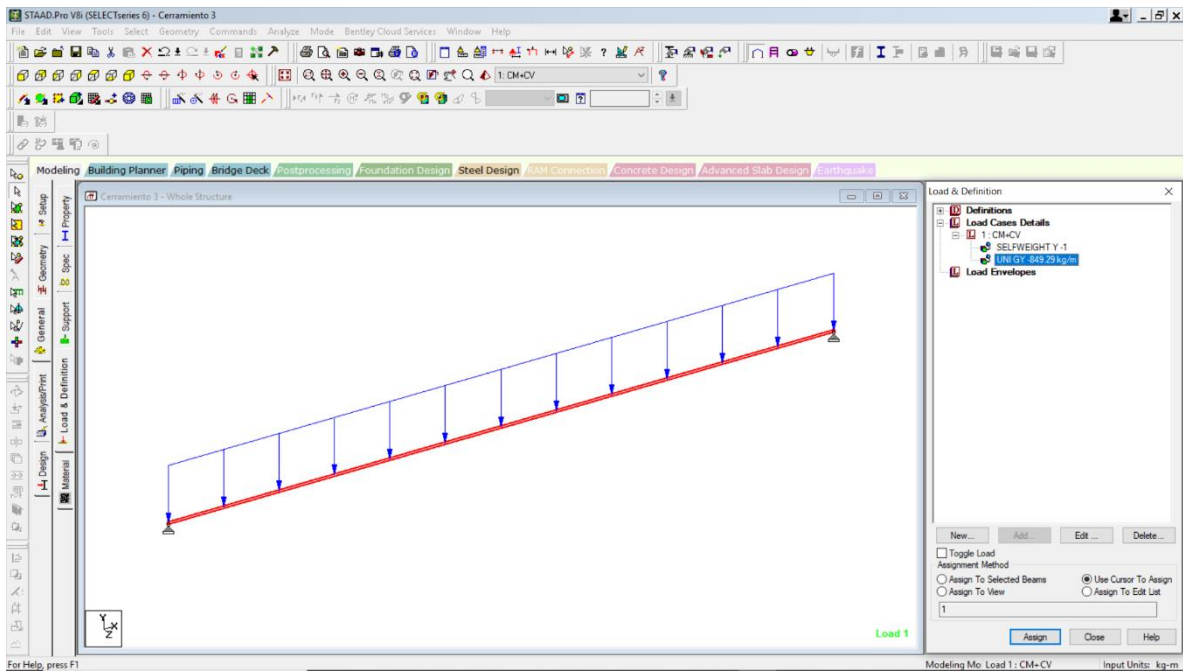 STAAD.Pro V8i (SELECTseries 6) - Cerramiento 3
File Edit View Tools Select Geometry Commands Analyze Mode Bentley Cloud Services Window Help
1: CM+CV
Modeling Building Planner Piping Bridge Deck Postprocessing Foundation Design Steel Design RAM Connection Concrete Design Advanced Slab Design Earthquake
Setup
Geometry
General
Analysis/Print
Design
Property
Spec
Support
Load & Definition
Material
Cerramiento 3 - Whole Structure
Y
X
Z
Load 1
Load & Definition
Definitions
Load Cases Details
1 : CM+CV
SELFWEIGHT Y -1
UNI GY -849.29 kg/m
Load Envelopes
New... Add... Edit ... Delete...
Toggle Load
Assignment Method
Assign To Selected Beams Use Cursor To Assign
Assign To View Assign To Edit List
1
Assign Close Help
For Help, press F1 Modeling Mo Load 1 : CM+CV Input Units: kg-m